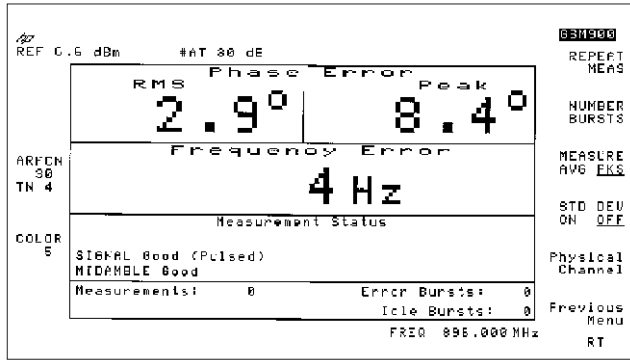 hp
GSM900
REF 0.6 dBm #AT 30 dB
REPEAT
MEAS
Phase Error
RMS Peak
2.9° 8.4°
NUMBER
BURSTS
Frequency Error
4 Hz
ARFCN
30
TN 4
MEASURE
AVG PKS
STD DEV
ON OFF
Measurement Status
COLOR
5
SIGNAL Good (Pulsed)
MIDAMBLE Good
Physical
Channel
Measurements: 0 Error Bursts: 0
Idle Bursts: 0
Previous
Menu
FREQ 896.000 MHz
RT